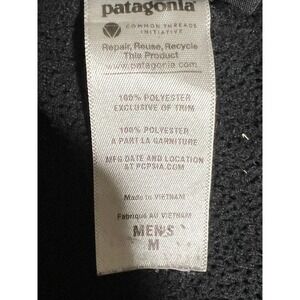 patagonia
COMMON THREADS
INITIATIVE
Repair, Reuse, Recycle
This Product
www.patagonia.com
100% POLYESTER
EXCLUSIVE OF TRIM
100% POLYESTER
A PART LA GARNITURE
MFG DATE AND LOCATION
AT PCPSIA.COM
Made in VIETNAM
Fabriqué AU VIETNAM
MEN'S
M